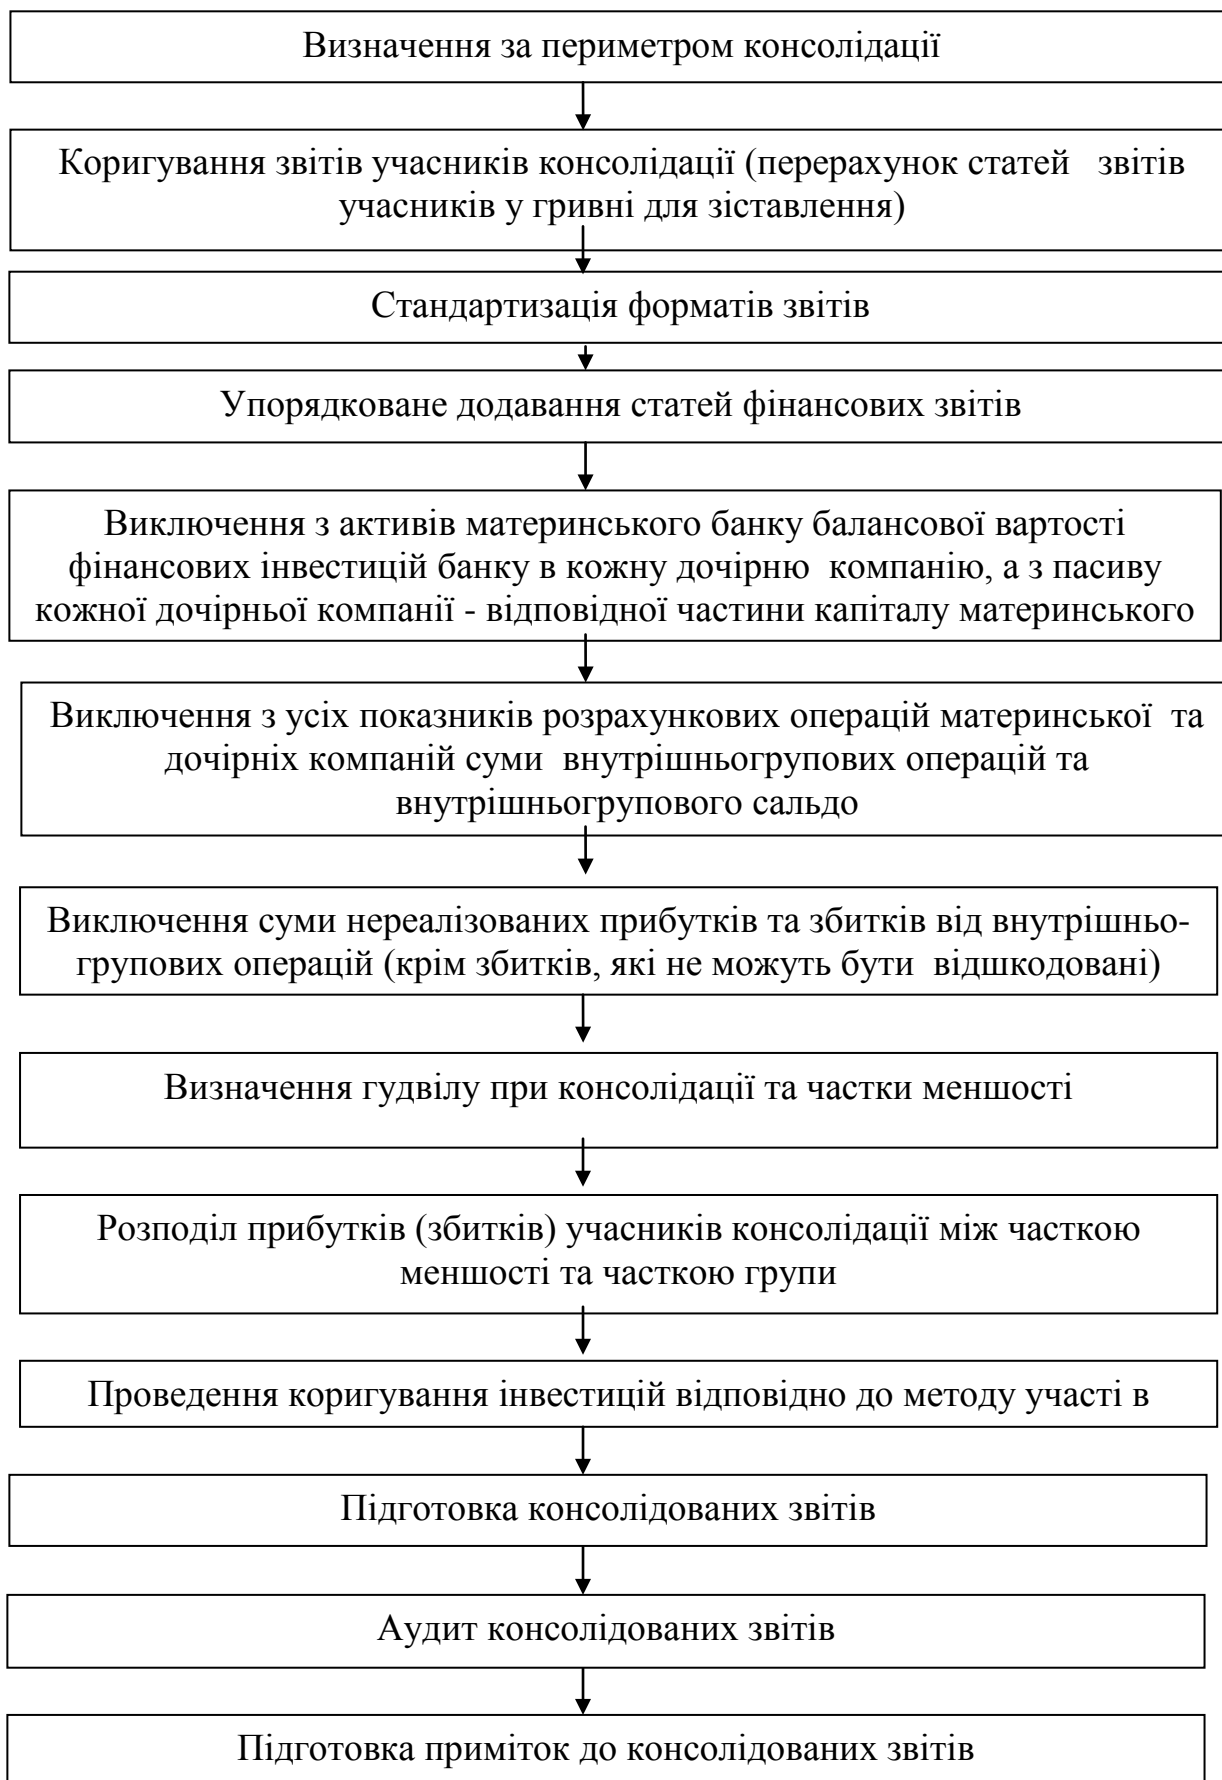 Визначення за периметром консолідації
Коригування звітів учасників консолідації (перерахунок статей звітів
учасників у гривні для зіставлення)
Стандартизація форматів звітів
Упорядковане додавання статей фінансових звітів
Виключення з активів материнського банку балансової вартості
фінансових інвестицій банку в кожну дочірню компанію, а з пасиву
кожної дочірньої компанії - відповідної частини капіталу материнського
Виключення з усіх показників розрахункових операцій материнської та
дочірніх компаній суми внутрішньогрупових операцій та
внутрішньогрупового сальдо
Виключення суми нереалізованих прибутків та збитків від внутрішньо-
групових операцій (крім збитків, які не можуть бути відшкодовані)
Визначення гудвілу при консолідації та частки меншості
Розподіл прибутків (збитків) учасників консолідації між часткою
меншості та часткою групи
Проведення коригування інвестицій відповідно до методу участі в
Підготовка консолідованих звітів
Аудит консолідованих звітів
Підготовка приміток до консолідованих звітів